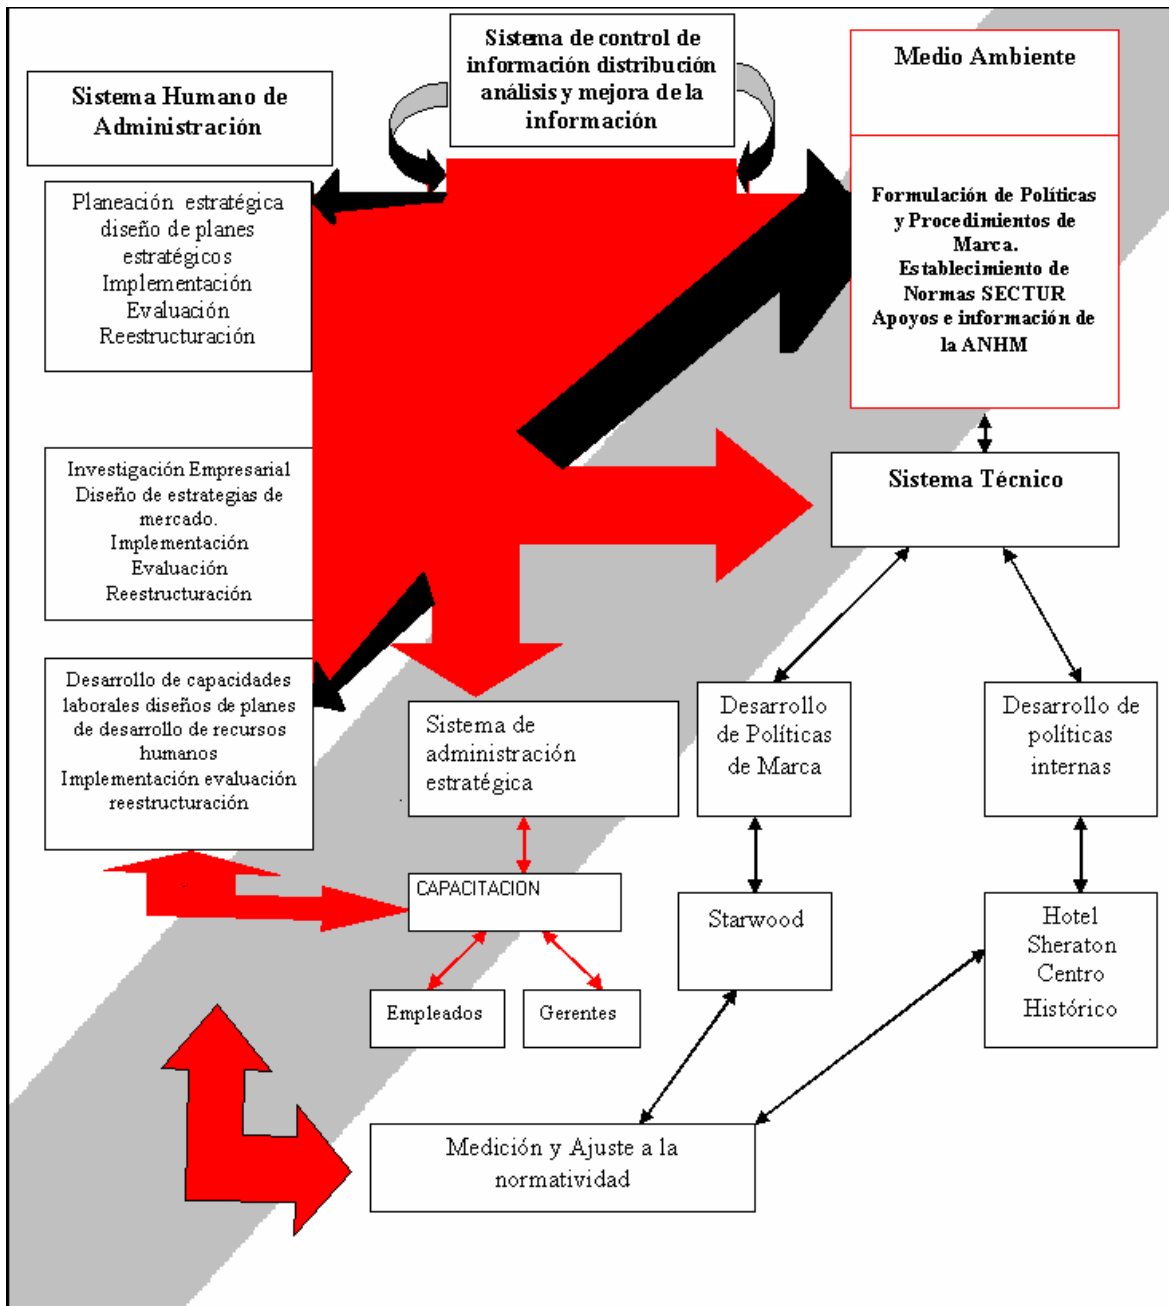 Sistema de control de
información distribución
análisis y mejora de la
información
Medio Ambiente
Sistema Humano de
Administración
Planeación estratégica
diseño de planes
estratégicos
Implementación
Evaluación
Reestructuración
Formulación de Políticas
y Procedimientos de
Marca.
Establecimiento de
Normas SECTUR
Apoyos e información de
la ANHM
Investigación Empresarial
Diseño de estrategias de
mercado.
Implementación
Evaluación
Reestructuración
Sistema Técnico
Desarrollo de capacidades
laborales diseños de planes
de desarrollo de recursos
humanos
Implementación evaluación
reestructuración
Sistema de
administración
estratégica
Desarrollo
de Políticas
de Marca
Desarrollo de
políticas
internas
CAPACITACION
Starwood
Hotel
Sheraton
Centro
Histórico
Empleados
Gerentes
Medición y Ajuste a la
normatividad